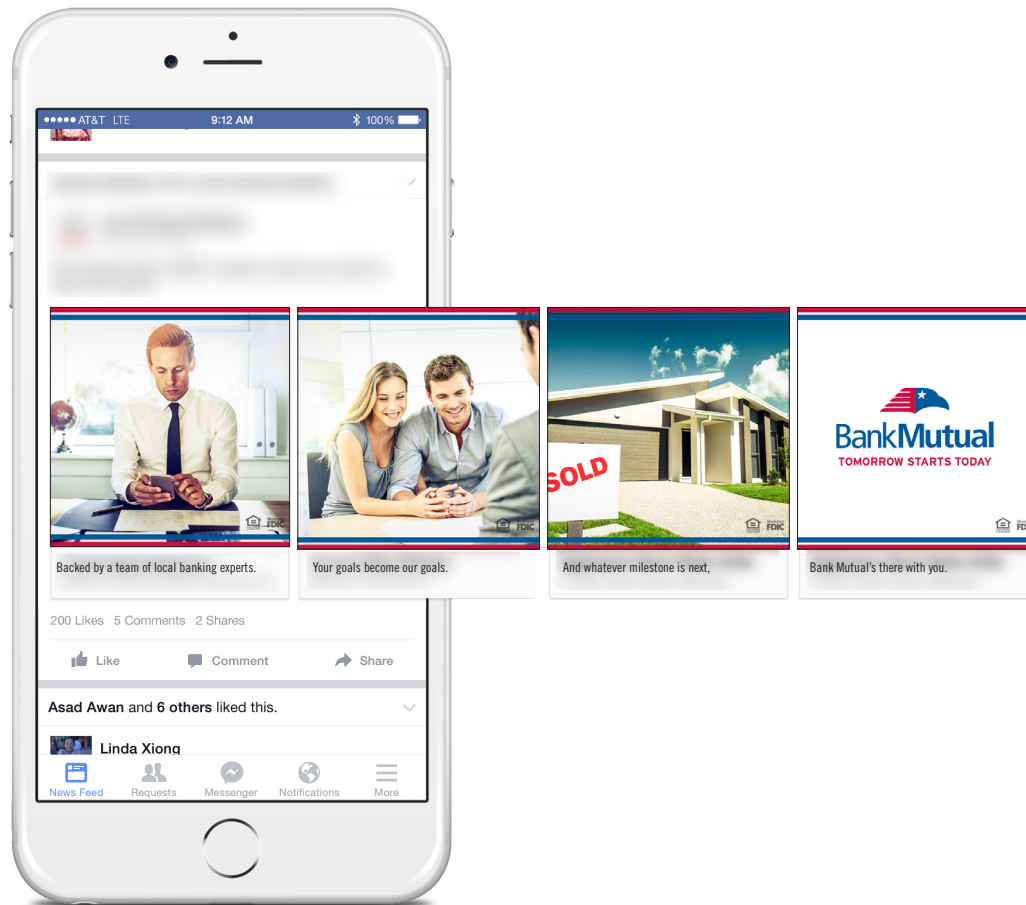 AT&T LTE 9:12 AM 100%
SOLD
BankMutual
TOMORROW STARTS TODAY
FDIC
FDIC
FDIC
Backed by a team of local banking experts.
Your goals become our goals.
And whatever milestone is next,
Bank Mutual's there with you.
200 Likes 5 Comments 2 Shares
Like Comment Share
Asad Awan and 6 others liked this.
Linda Xiong
News Feed Requests Messenger Notifications More